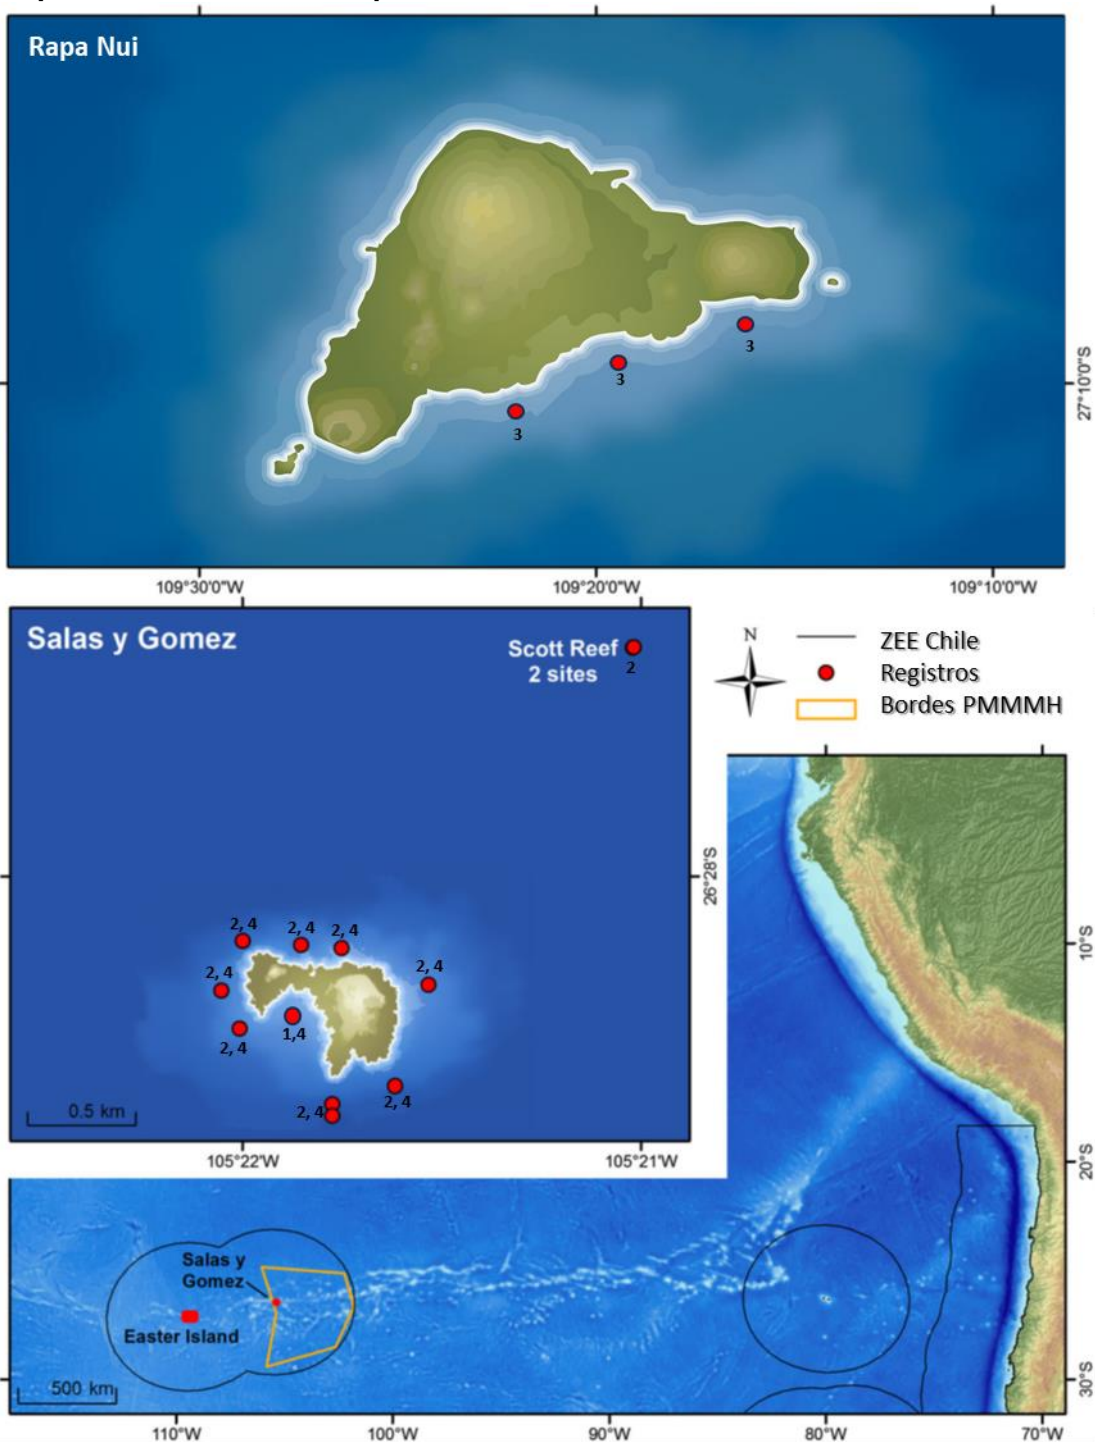 Rapa Nui
3
3
3
27°10'0"S
109°30'0"W
109°20'0"W
109°10'0"W
Salas y Gomez
Scott Reef
2 sites
2
N
ZEE Chile
Registros
Bordes PMMMH
26°28'S
2, 4
2, 4
2, 4
2, 4
2, 4
1,4
2, 4
2, 4
2, 4
0.5 km
105°22'W
105°21'W
10°S
20°S
30°S
Salas y
Gomez
Easter Island
500 km
110°W
100°W
90°W
80°W
70°W